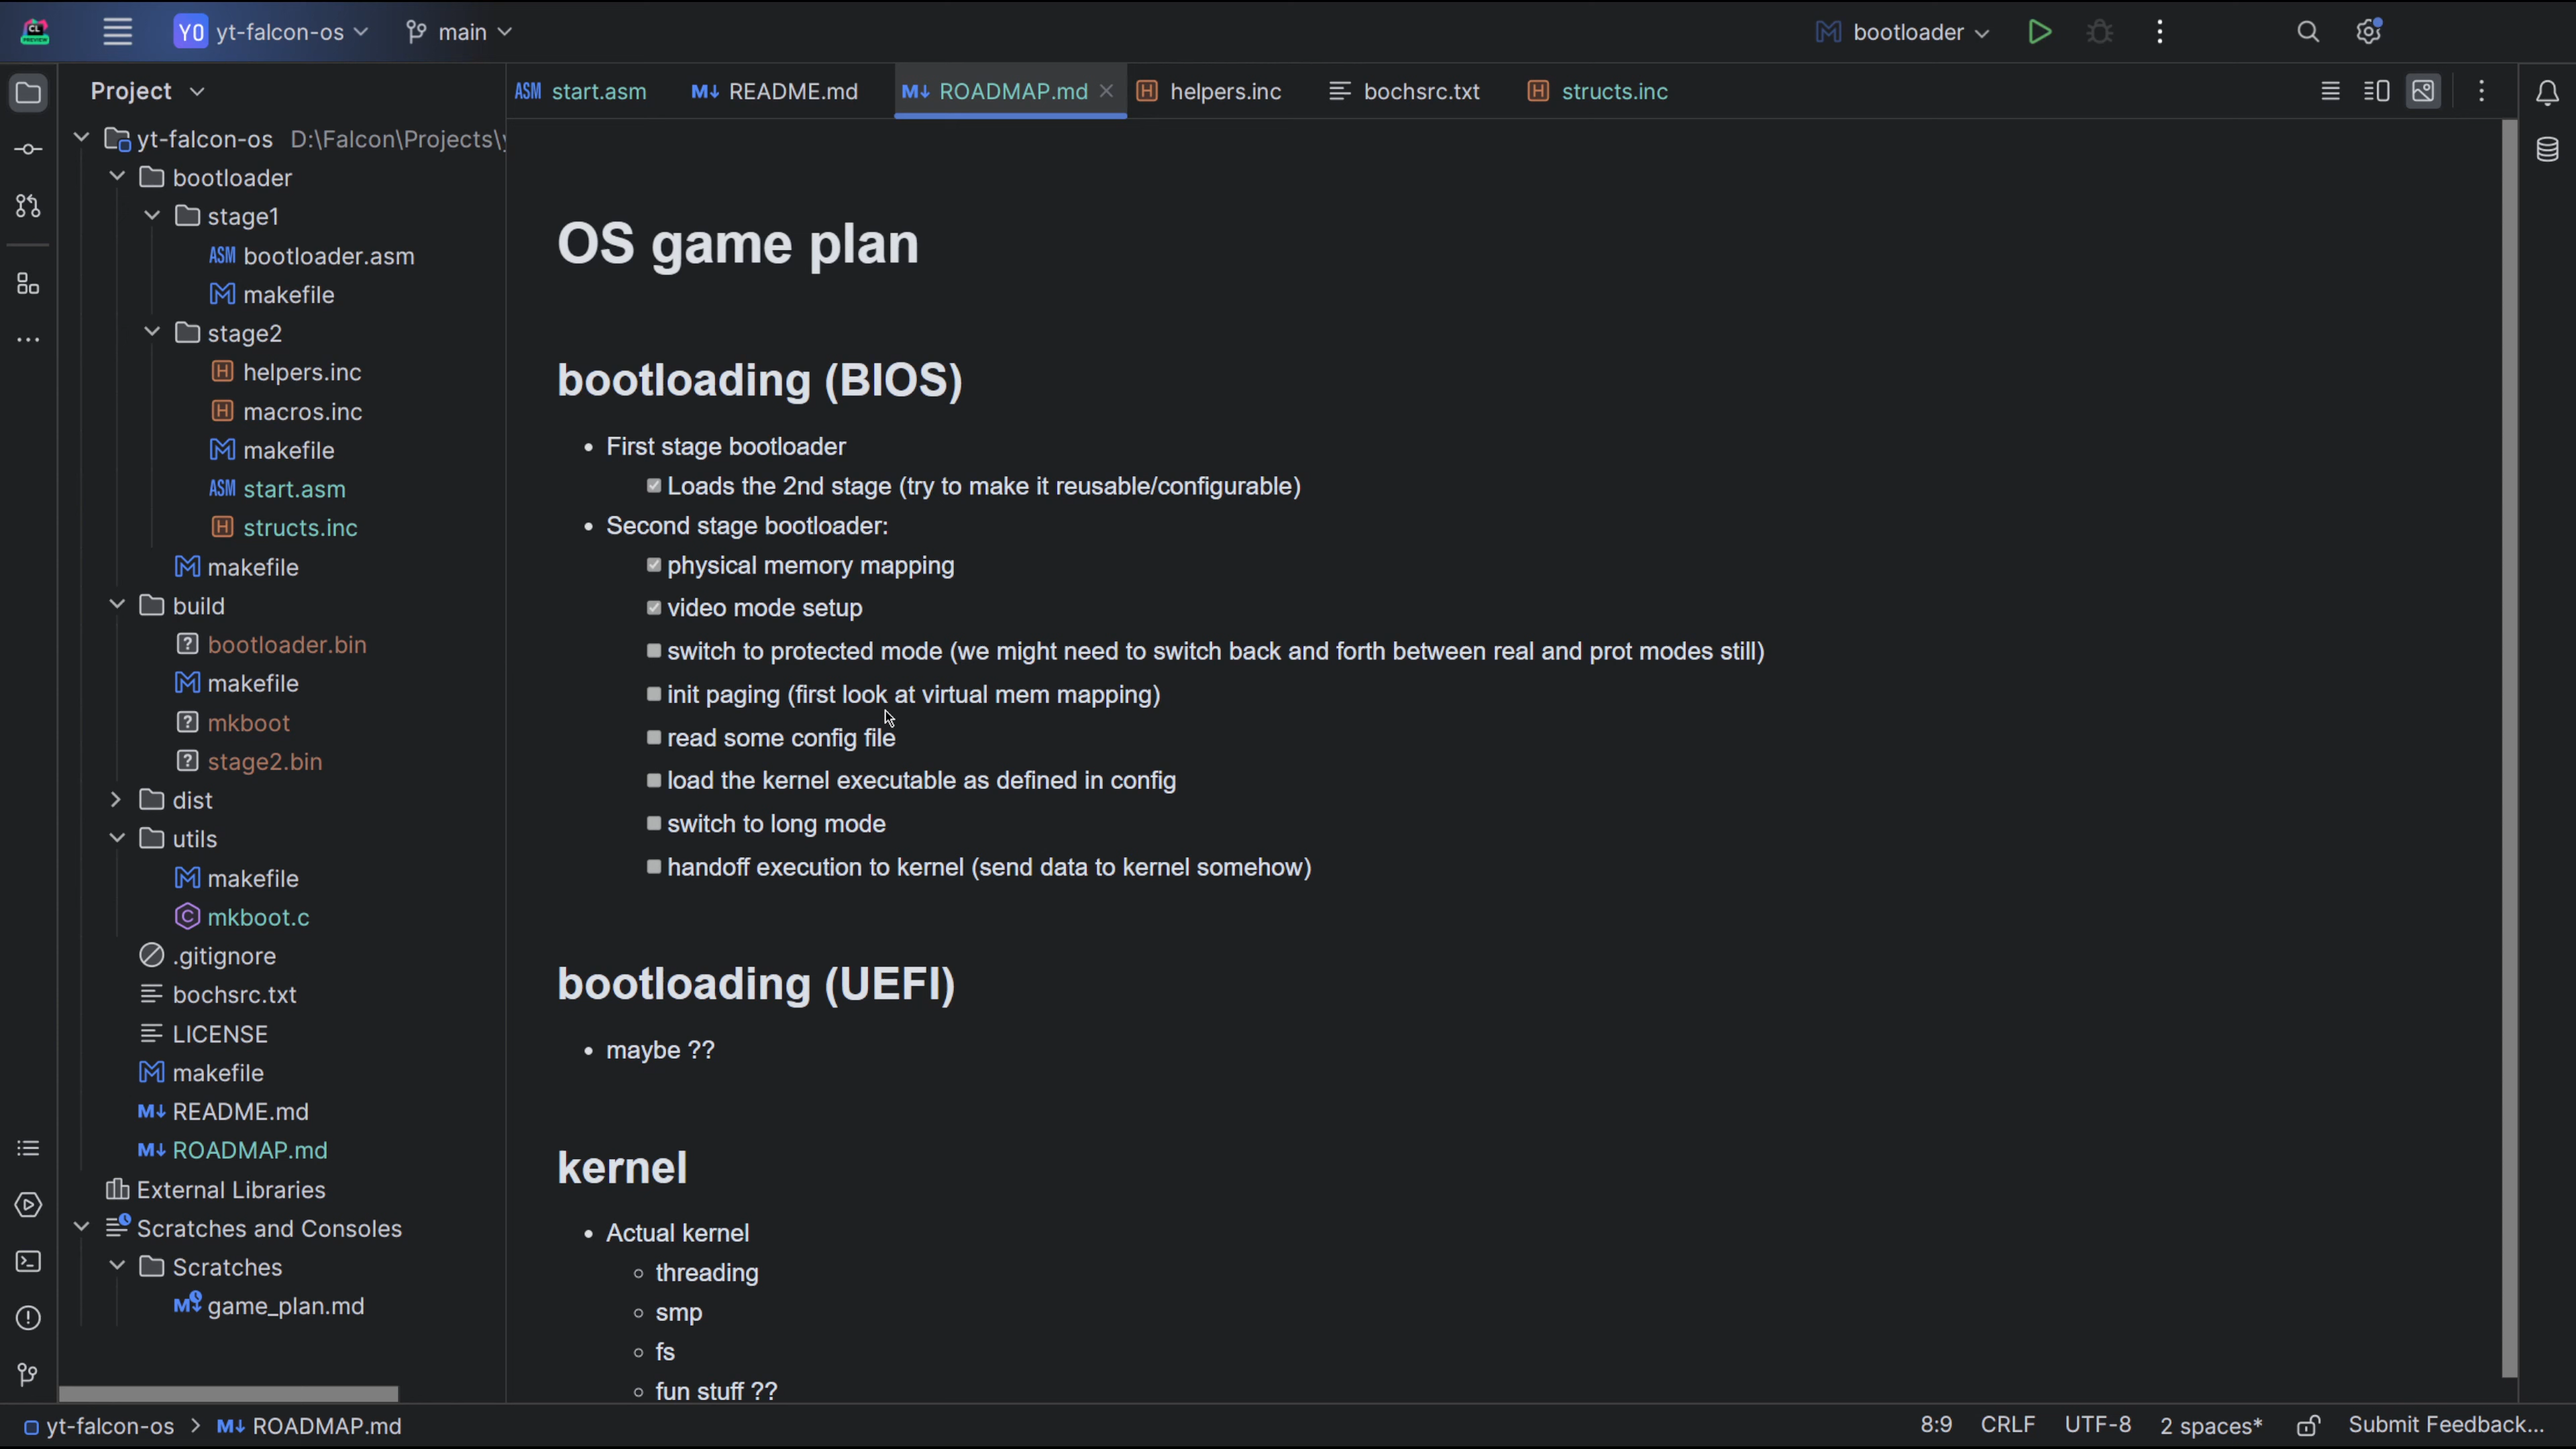 CL
PREVIEW
YO yt-falcon-os
main
bootloader
Project
ASM start.asm
M↓ README.md
M↓ ROADMAP.md
H helpers.inc
bochsrc.txt
H structs.inc
yt-falcon-os D:\Falcon\Projects\y
bootloader
stage1
ASM bootloader.asm
M makefile
stage2
H helpers.inc
H macros.inc
M makefile
ASM start.asm
H structs.inc
M makefile
build
? bootloader.bin
M makefile
? mkboot
? stage2.bin
dist
utils
M makefile
C mkboot.c
.gitignore
bochsrc.txt
LICENSE
M makefile
M↓ README.md
M↓ ROADMAP.md
External Libraries
Scratches and Consoles
Scratches
M↓ game_plan.md
OS game plan
bootloading (BIOS)
• First stage bootloader
Loads the 2nd stage (try to make it reusable/configurable)
• Second stage bootloader:
physical memory mapping
video mode setup
switch to protected mode (we might need to switch back and forth between real and prot modes still)
init paging (first look at virtual mem mapping)
read some config file
load the kernel executable as defined in config
switch to long mode
handoff execution to kernel (send data to kernel somehow)
bootloading (UEFI)
• maybe ??
kernel
• Actual kernel
threading
smp
fs
fun stuff ??
yt-falcon-os > M↓ ROADMAP.md
8:9 CRLF UTF-8 2 spaces* Submit Feedback...